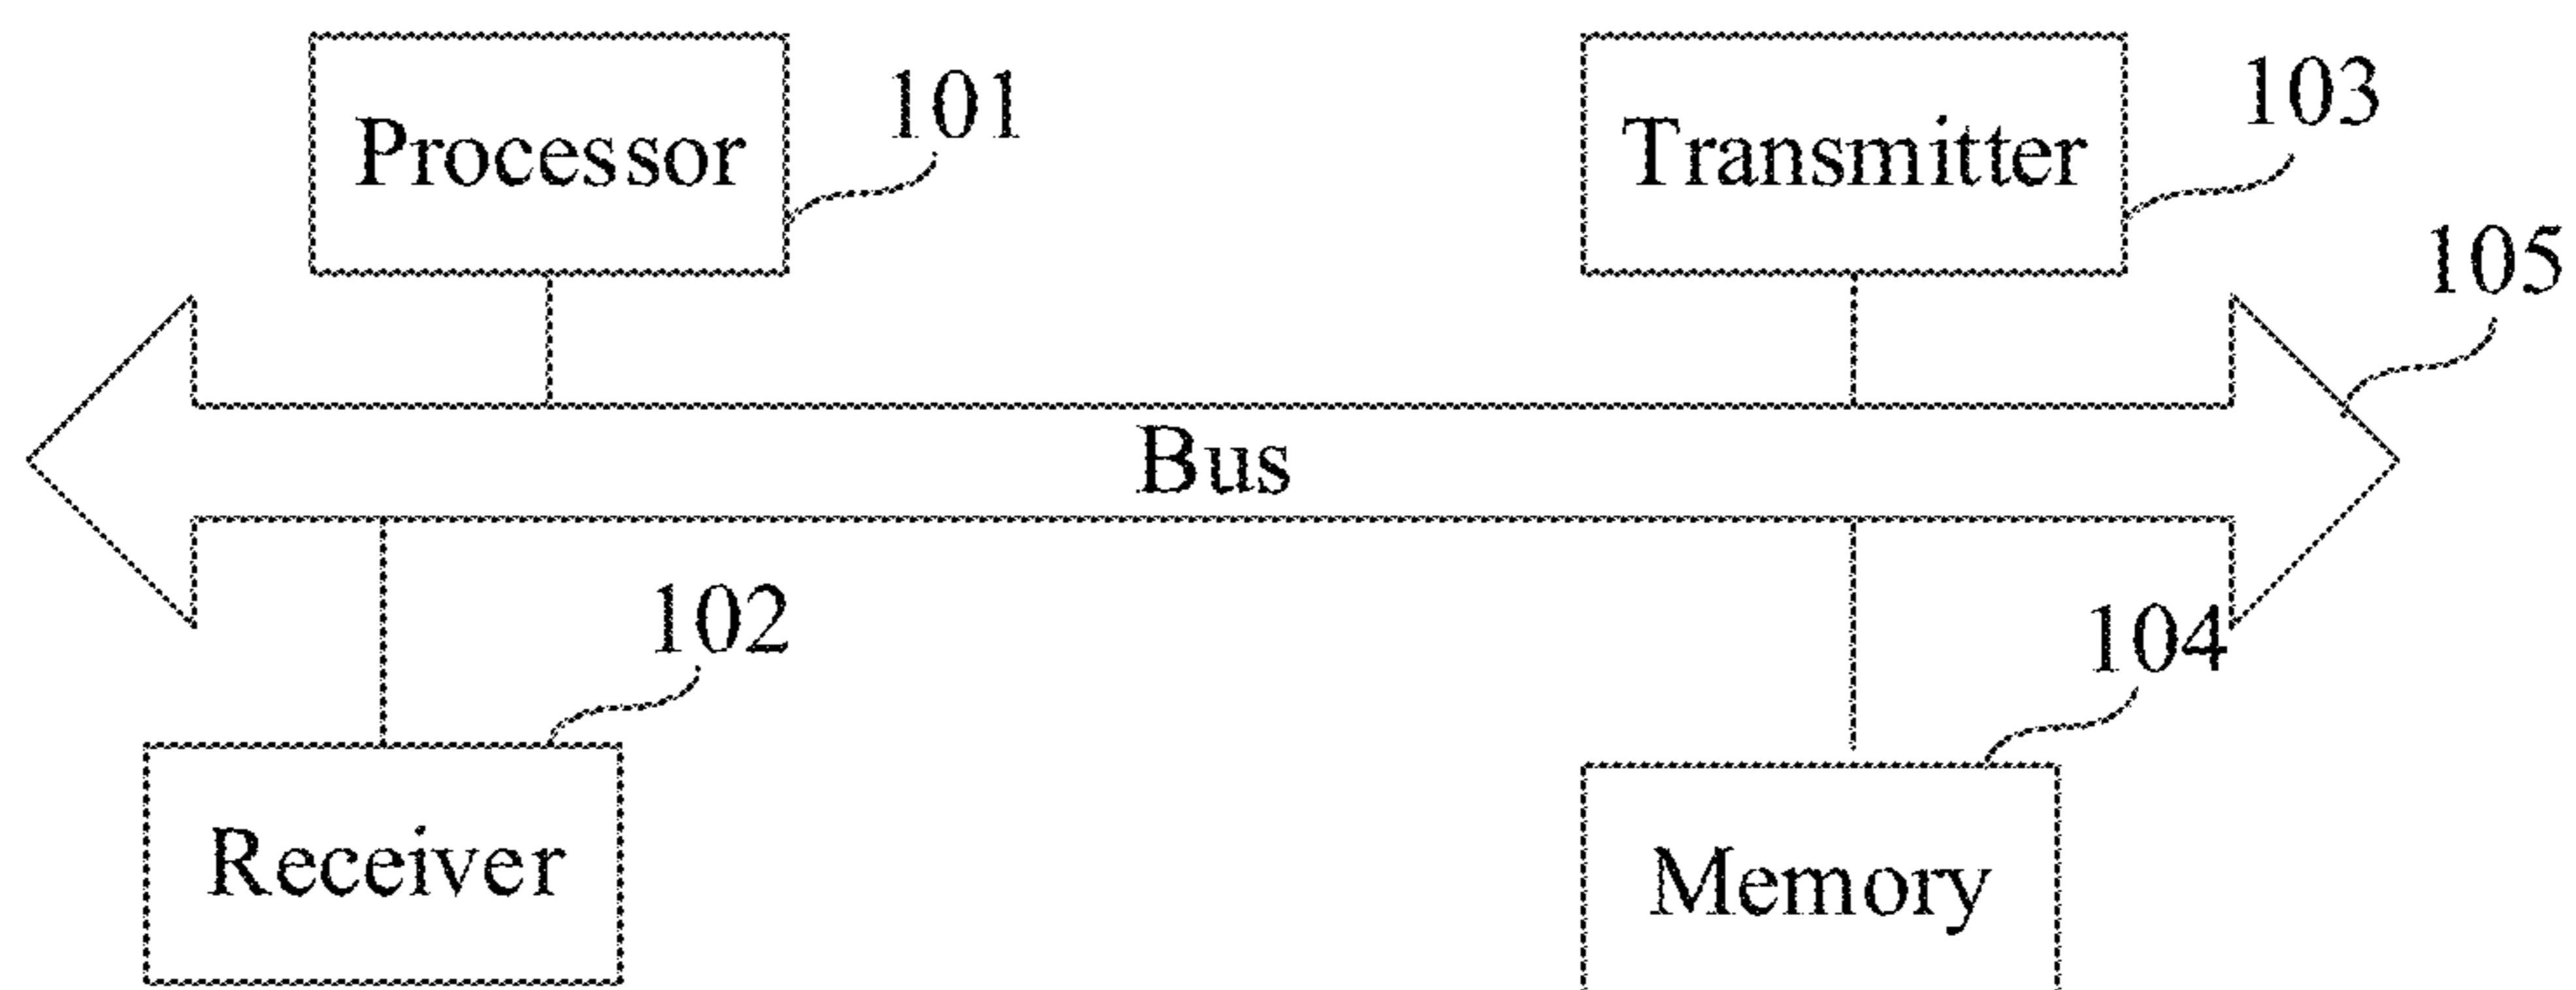 Processor
101
Transmitter
103
105
Bus
102
104
Receiver
Memory